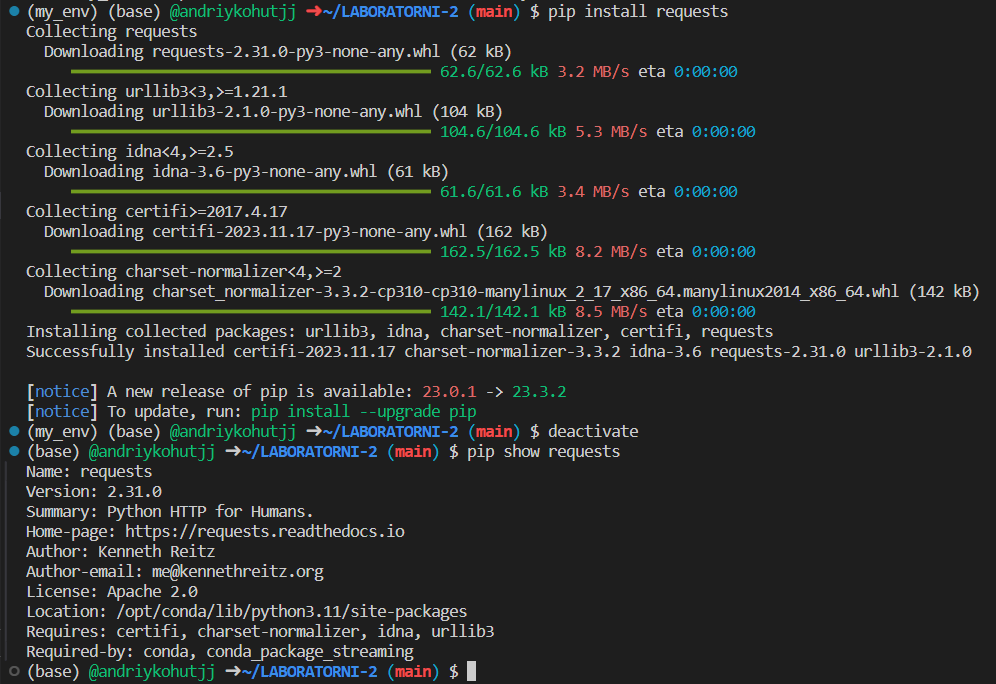 (my_env) (base) @andriykohutjj ➜~/LABORATORNI-2 (main) $ pip install requests
Collecting requests
  Downloading requests-2.31.0-py3-none-any.whl (62 kB)
62.6/62.6 kB 3.2 MB/s eta 0:00:00
Collecting urllib3<3,>=1.21.1
  Downloading urllib3-2.1.0-py3-none-any.whl (104 kB)
104.6/104.6 kB 5.3 MB/s eta 0:00:00
Collecting idna<4,>=2.5
  Downloading idna-3.6-py3-none-any.whl (61 kB)
61.6/61.6 kB 3.4 MB/s eta 0:00:00
Collecting certifi>=2017.4.17
  Downloading certifi-2023.11.17-py3-none-any.whl (162 kB)
162.5/162.5 kB 8.2 MB/s eta 0:00:00
Collecting charset-normalizer<4,>=2
  Downloading charset_normalizer-3.3.2-cp310-cp310-manylinux_2_17_x86_64.manylinux2014_x86_64.whl (142 kB)
142.1/142.1 kB 8.5 MB/s eta 0:00:00
Installing collected packages: urllib3, idna, charset-normalizer, certifi, requests
Successfully installed certifi-2023.11.17 charset-normalizer-3.3.2 idna-3.6 requests-2.31.0 urllib3-2.1.0
[notice] A new release of pip is available: 23.0.1 -> 23.3.2
[notice] To update, run: pip install --upgrade pip
(my_env) (base) @andriykohutjj ➜~/LABORATORNI-2 (main) $ deactivate
(base) @andriykohutjj ➜~/LABORATORNI-2 (main) $ pip show requests
Name: requests
Version: 2.31.0
Summary: Python HTTP for Humans.
Home-page: https://requests.readthedocs.io
Author: Kenneth Reitz
Author-email: me@kennethreitz.org
License: Apache 2.0
Location: /opt/conda/lib/python3.11/site-packages
Requires: certifi, charset-normalizer, idna, urllib3
Required-by: conda, conda_package_streaming
(base) @andriykohutjj ➜~/LABORATORNI-2 (main) $